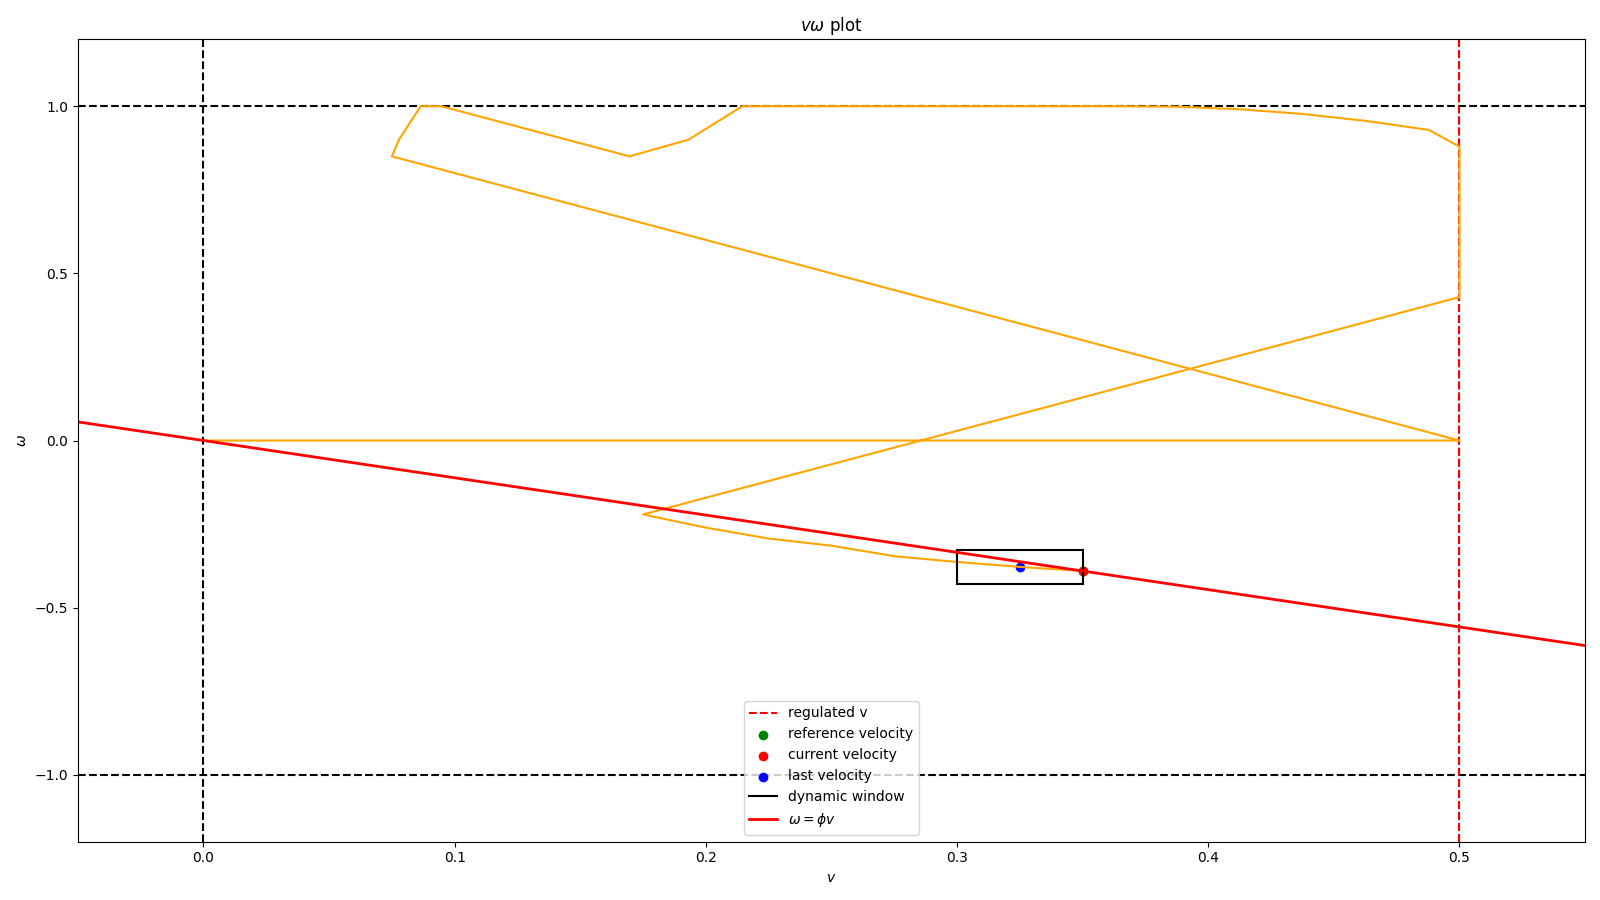 vω plot
1.0
0.5
0.0
−0.5
−1.0
ω
0.0 0.1 0.2 0.3 0.4 0.5
v
regulated v
reference velocity
current velocity
last velocity
dynamic window
ω = ϕv